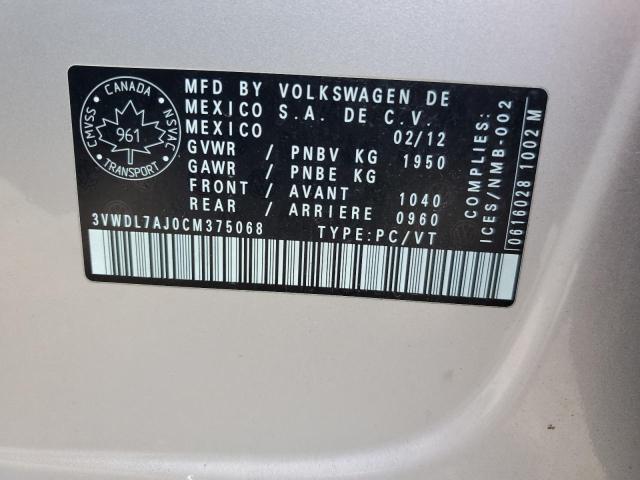 CANADA
CMVSS
NSVAC
961
TRANSPORT
MFD BY VOLKSWAGEN DE
MEXICO S.A. DE C.V.
MEXICO 02/12
GVWR / PNBV KG 1950
GAWR / PNBE KG
FRONT / AVANT 1040
REAR / ARRIERE 0960
3VWDL7AJ0CM375068 TYPE:PC/VT
COMPLIES:
ICES/NMB-002
0616028 1002 M